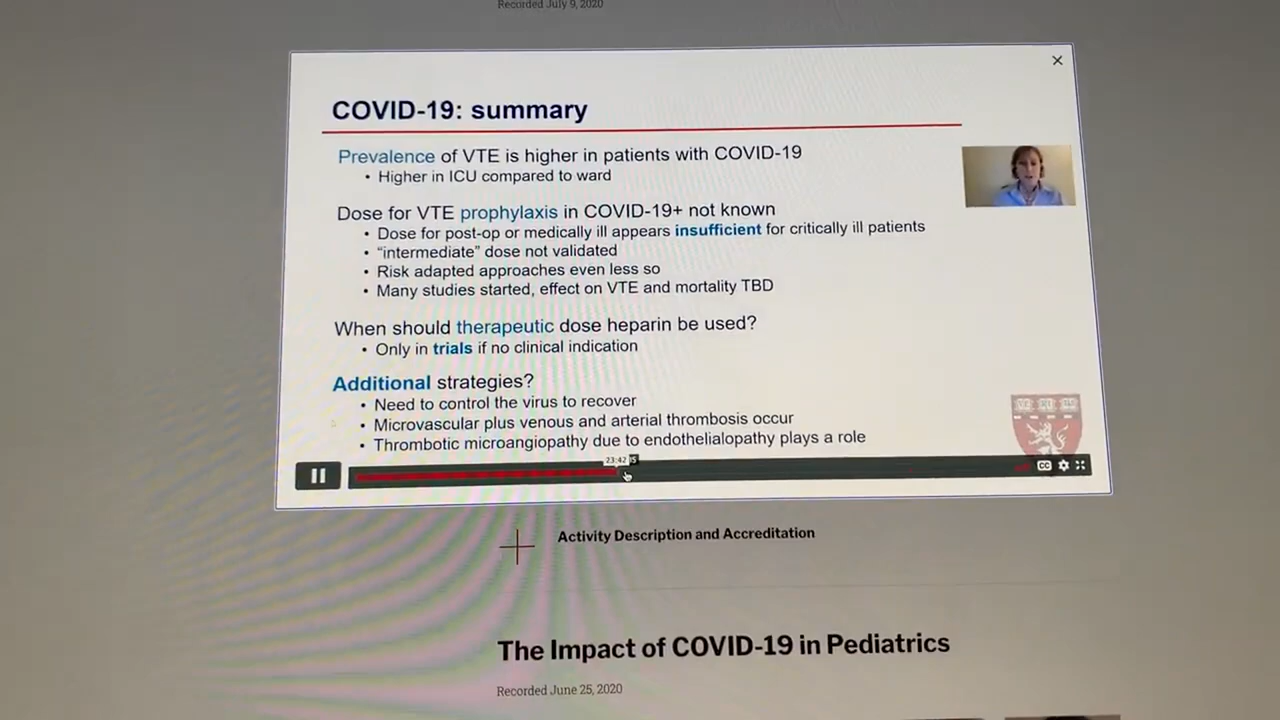 Recorded July 9, 2020
COVID-19: summary
Prevalence of VTE is higher in patients with COVID-19
• Higher in ICU compared to ward
Dose for VTE prophylaxis in COVID-19+ not known
• Dose for post-op or medically ill appears insufficient for critically ill patients
• “intermediate” dose not validated
• Risk adapted approaches even less so
• Many studies started, effect on VTE and mortality TBD
When should therapeutic dose heparin be used?
• Only in trials if no clinical indication
Additional strategies?
• Need to control the virus to recover
• Microvascular plus venous and arterial thrombosis occur
• Thrombotic microangiopathy due to endothelialopathy plays a role
23:42
CC
Activity Description and Accreditation
The Impact of COVID-19 in Pediatrics
Recorded June 25, 2020